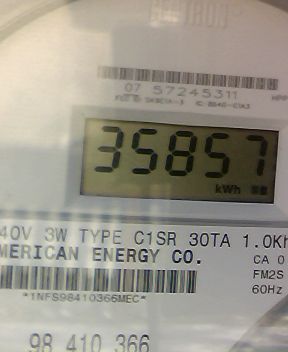 07 57245311
35857
kWh
40V 3W TYPE C1SR 30TA 1.0Kh
MERICAN ENERGY CO.
CA 0
FM2S
60Hz
*1NFS98410366MEC*
98 410 366